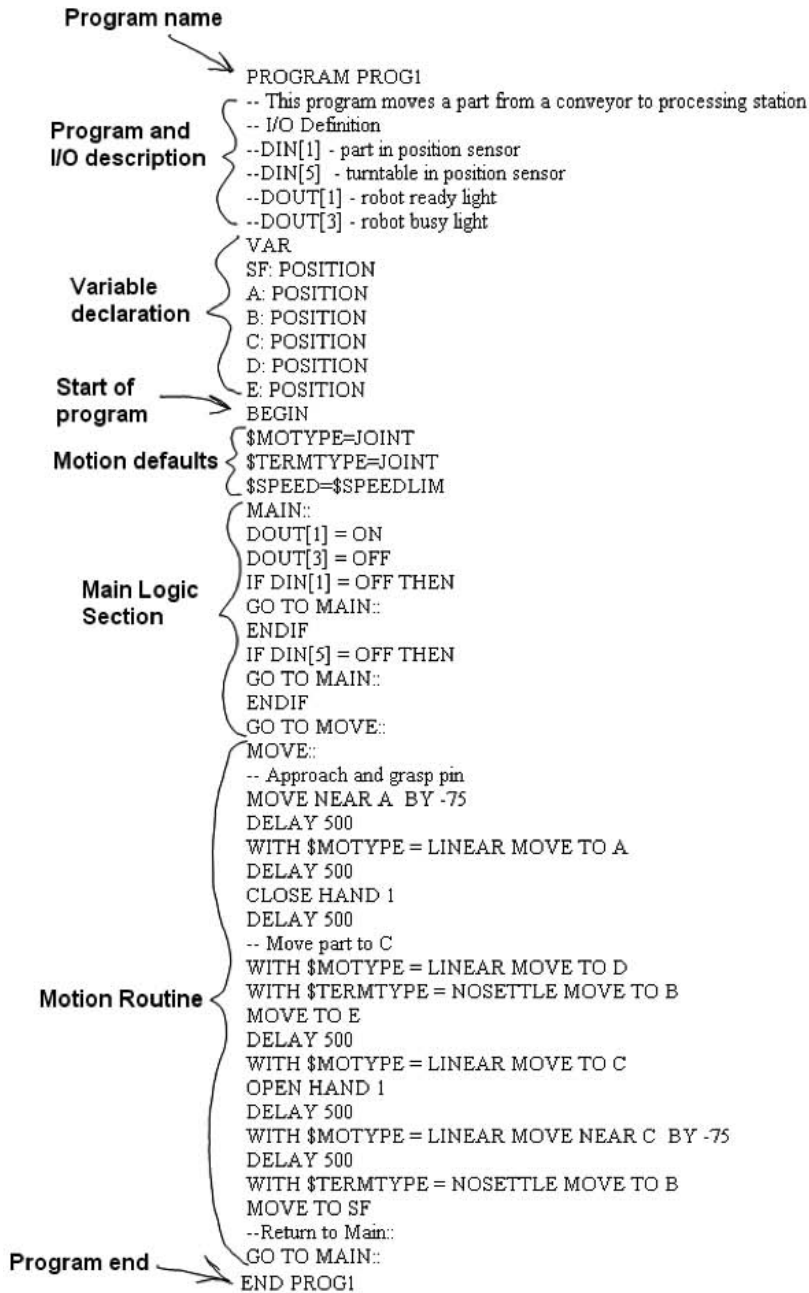 Program name
PROGRAM PROG1
-- This program moves a part from a conveyor to processing station
-- I/O Definition
Program and
I/O description
--DIN[1] - part in position sensor
--DIN[5] - turntable in position sensor
--DOUT[1] - robot ready light
--DOUT[3] - robot busy light
VAR
SF: POSITION
Variable
declaration
A: POSITION
B: POSITION
C: POSITION
D: POSITION
E: POSITION
Start of
program
BEGIN
Motion defaults
$MOTYPE=JOINT
$TERMTYPE=JOINT
$SPEED=$SPEEDLIM
MAIN::
DOUT[1] = ON
DOUT[3] = OFF
IF DIN[1] = OFF THEN
Main Logic
Section
GO TO MAIN::
ENDIF
IF DIN[5] = OFF THEN
GO TO MAIN::
ENDIF
GO TO MOVE::
MOVE::
-- Approach and grasp pin
MOVE NEAR A BY -75
DELAY 500
WITH $MOTYPE = LINEAR MOVE TO A
DELAY 500
CLOSE HAND 1
DELAY 500
-- Move part to C
WITH $MOTYPE = LINEAR MOVE TO D
Motion Routine
WITH $TERMTYPE = NOSETTLE MOVE TO B
MOVE TO E
DELAY 500
WITH $MOTYPE = LINEAR MOVE TO C
OPEN HAND 1
DELAY 500
WITH $MOTYPE = LINEAR MOVE NEAR C BY -75
DELAY 500
WITH $TERMTYPE = NOSETTLE MOVE TO B
MOVE TO SF
--Return to Main::
GO TO MAIN::
Program end
END PROG1